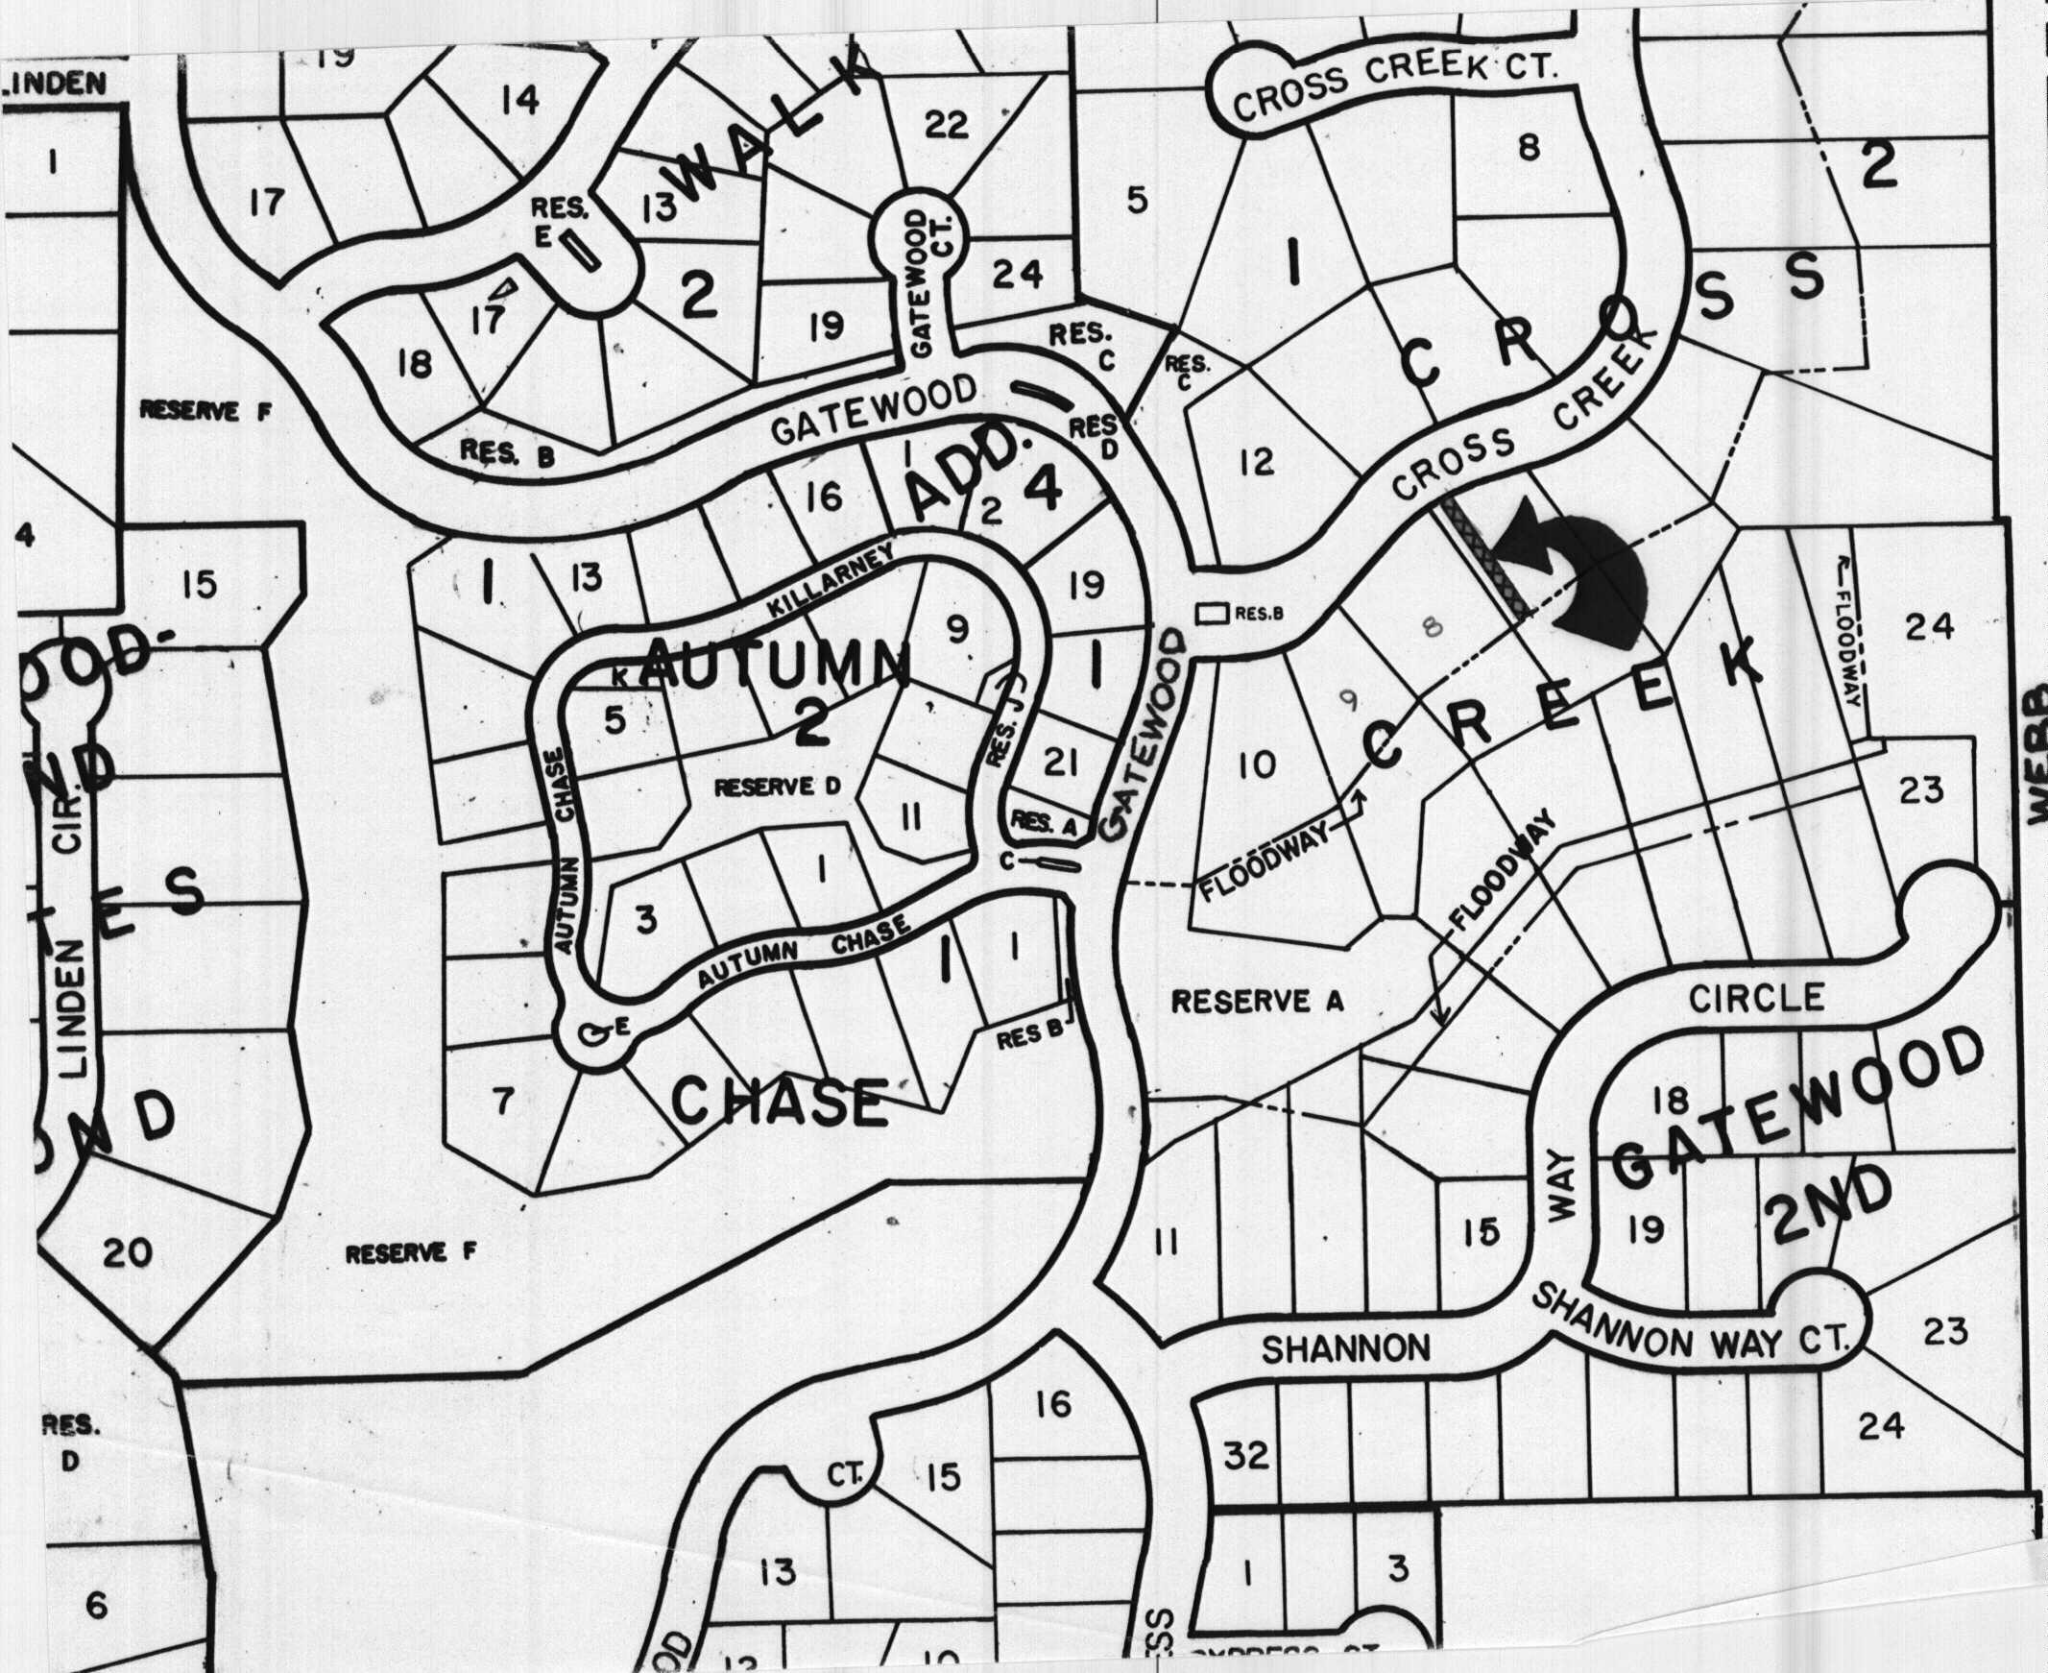 LINDEN
19
14
WALK
22
CROSS CREEK CT.
8
1
5
2
17
RES. E
13
GATEWOOD CT.
24
1
2
17
19
18
RES. C
RES. C
CROSS
CROSS CREEK
RESERVE F
GATEWOOD
RES D
RES. B
ADD.
1
16
2
4
12
4
15
1
13
KILLARNEY
19
RES. B
8
FLOODWAY
24
9
AUTUMN
K
1
GATEWOOD
CREEK
9
5
2
RES. J
21
10
WEBB
RESERVE D
11
RES. A
23
AUTUMN CHASE
C
FLOODWAY
FLOODWAY
1
3
AUTUMN CHASE
1
1
LINDEN CIR.
E
RES B
RESERVE A
CIRCLE
7
CHASE
18
GATEWOOD
2ND
WAY
11
15
19
20
RESERVE F
SHANNON
SHANNON WAY CT.
23
RES. D
16
CT.
15
32
24
13
1
3
6